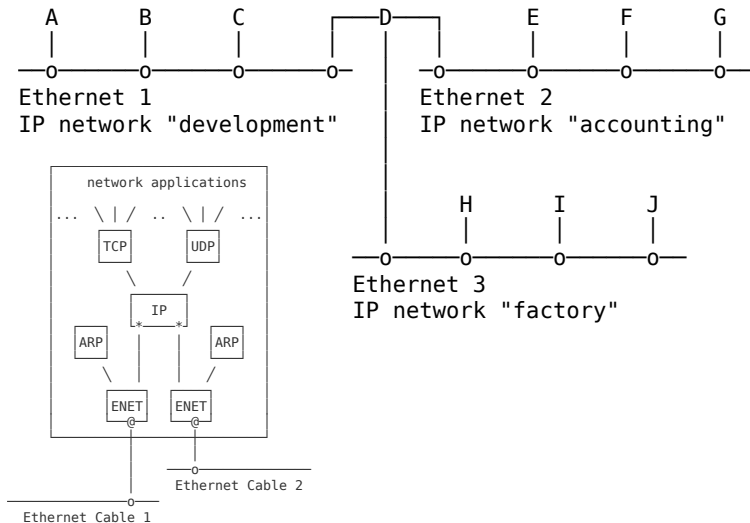 A B C D E F G
Ethernet 1
IP network "development"
Ethernet 2
IP network "accounting"
H I J
Ethernet 3
IP network "factory"
network applications
... .. ...
TCP UDP
IP
* *
ARP ARP
ENET ENET
@ @
Ethernet Cable 2
Ethernet Cable 1